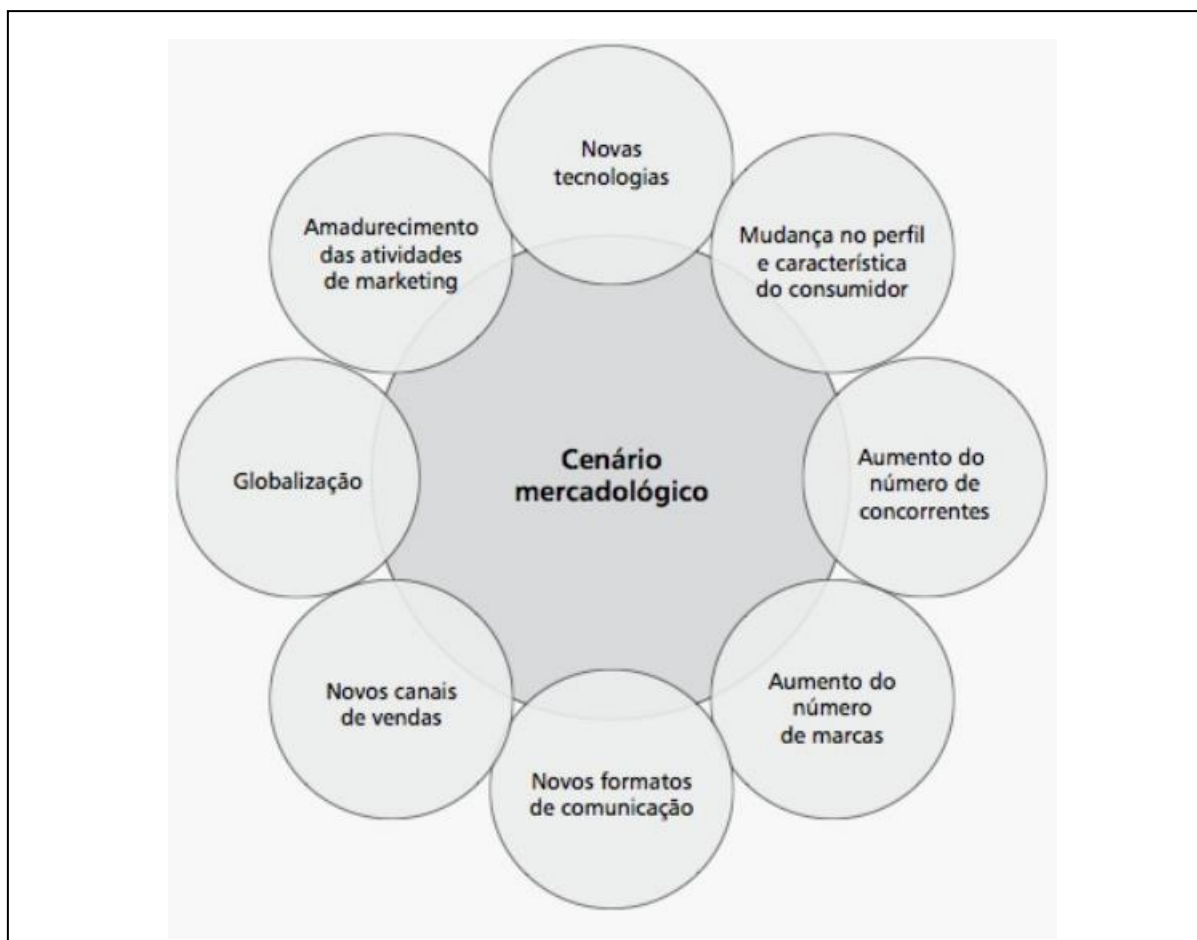 Novas
tecnologias
Mudança no perfil
e característica
do consumidor
Aumento do
número de
concorrentes
Aumento do
número
de marcas
Novos formatos
de comunicação
Novos canais
de vendas
Globalização
Amadurecimento
das atividades
de marketing
Cenário
mercadológico